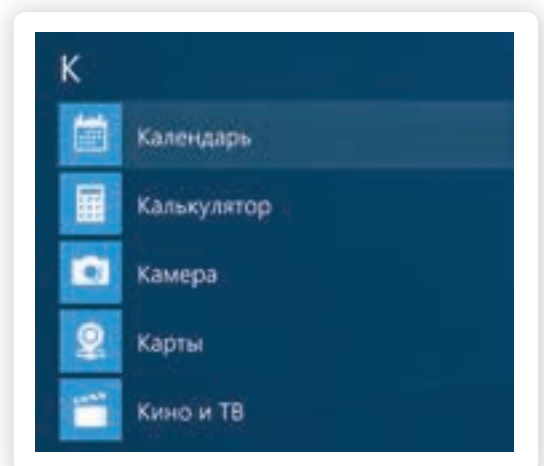 К
Календарь
Калькулятор
Камера
Карты
Кино и ТВ